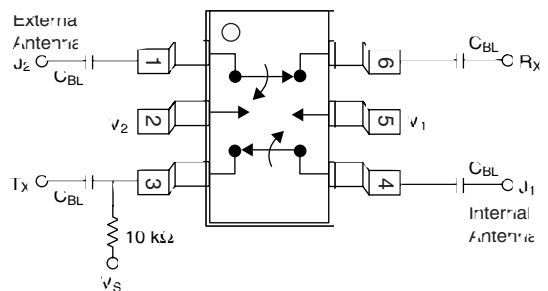 External
Antenna
J2
CBL
1
6
CBL
RX
V2
2
5
V1
TX
CBL
3
4
CBL
J1
10 kΩ
Internal
Antenna
VS